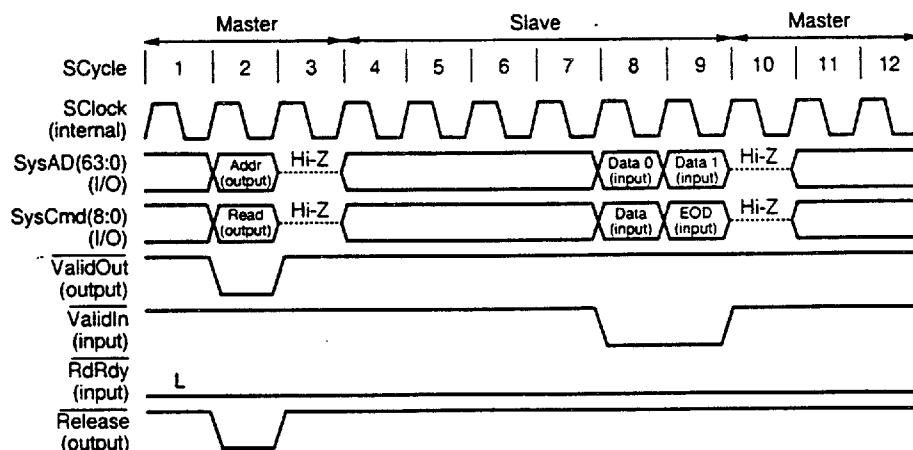 Master Slave Master
SCycle 1 2 3 4 5 6 7 8 9 10 11 12
SClock
(internal)
SysAD(63:0)
(I/O)
Addr
(output)
Hi-Z
Data 0
(input)
Data 1
(input)
Hi-Z
SysCmd(8:0)
(I/O)
Read
(output)
Hi-Z
Data
(input)
EOD
(input)
Hi-Z
ValidOut
(output)
ValidIn
(input)
RdRdy
(input)
L
Release
(output)